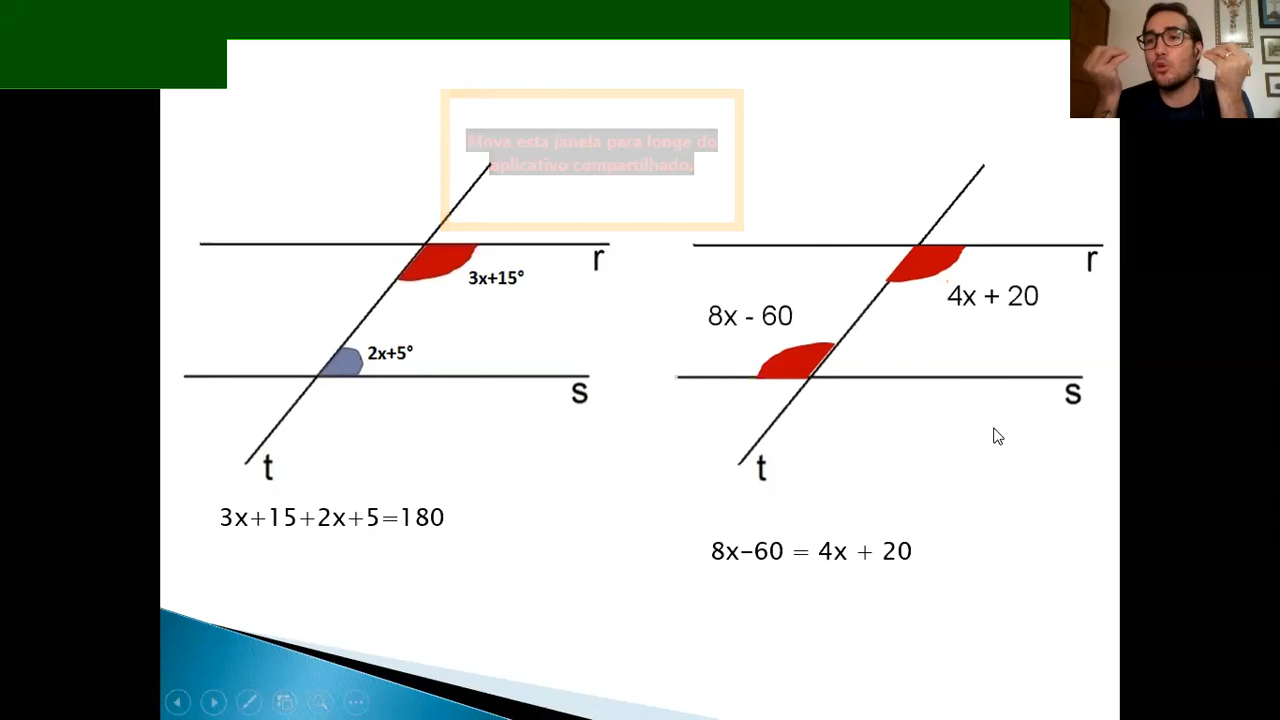 Mova esta janela para longe do
aplicativo compartilhado.
r
3x+15°
2x+5°
s
t
3x+15+2x+5=180
r
4x + 20
8x - 60
s
t
8x-60 = 4x + 20